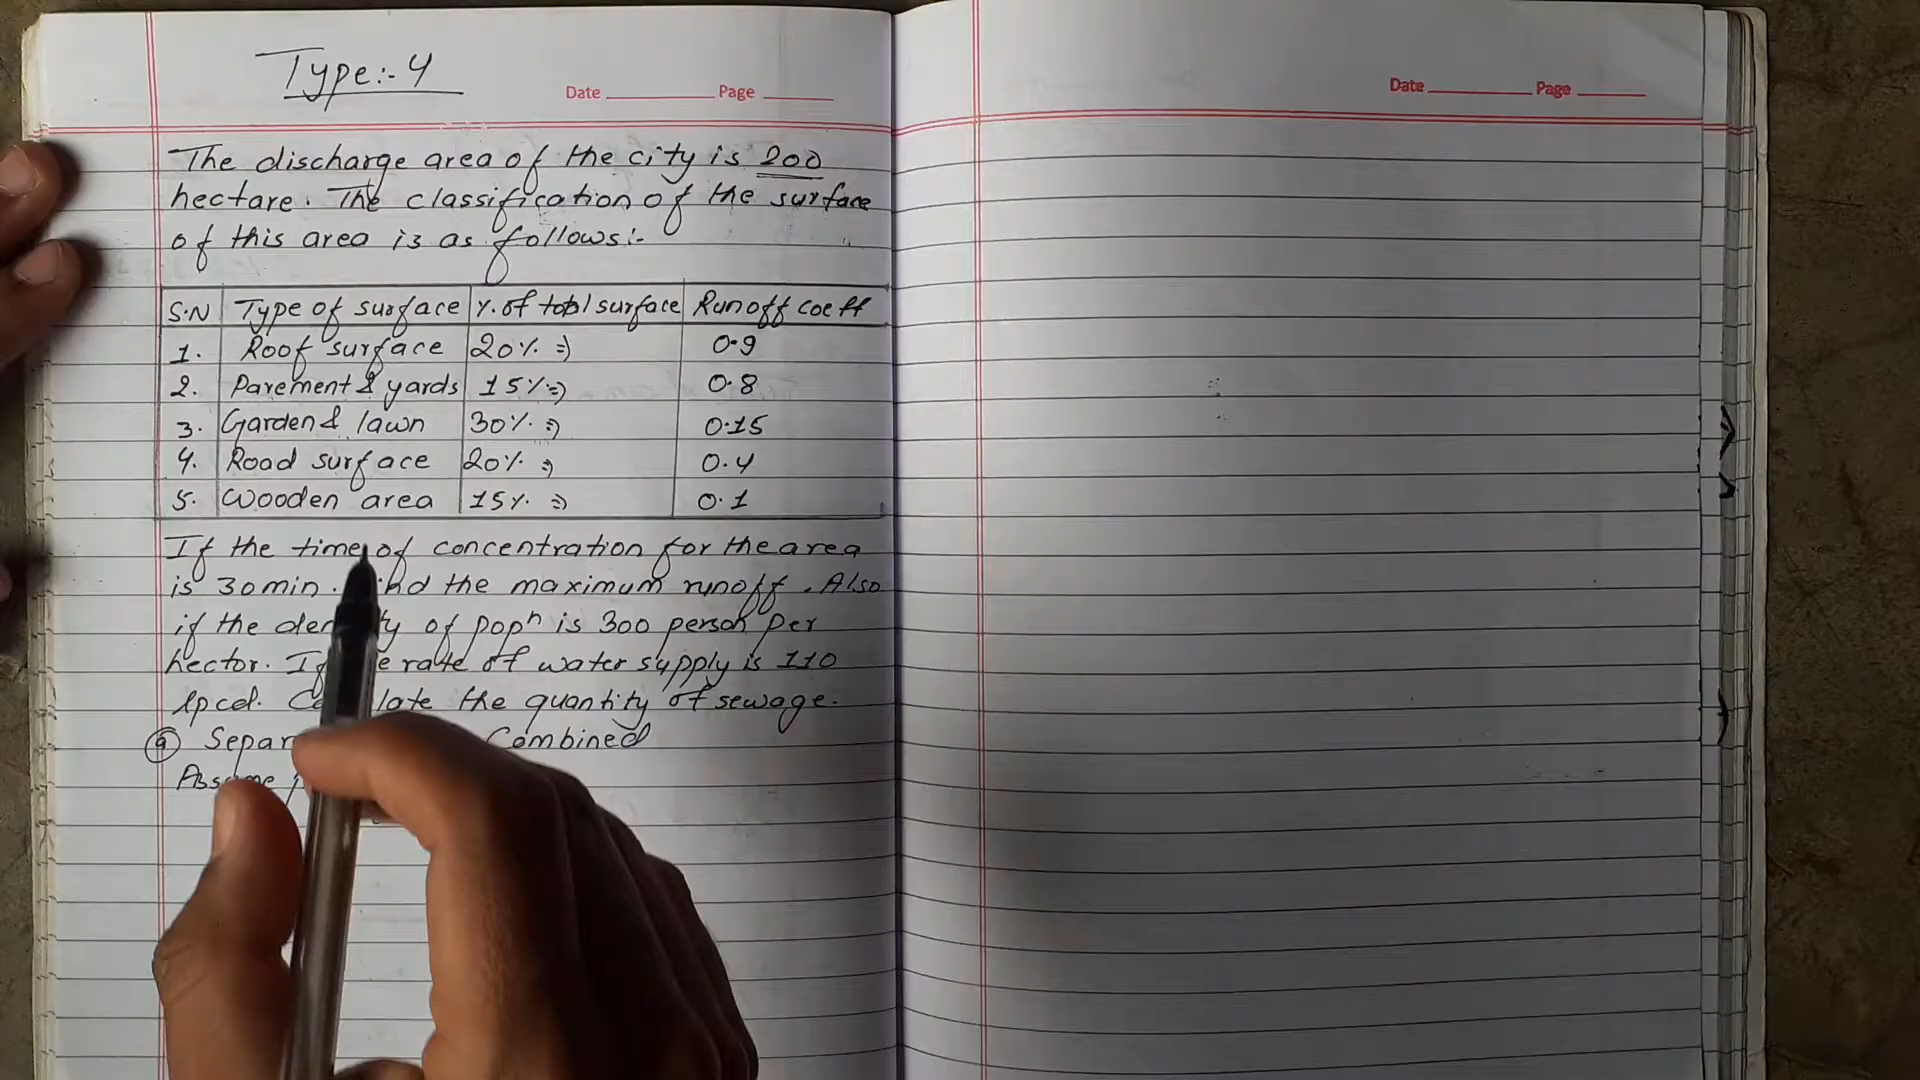 Type:- 4
Date Page
Date Page
The discharge area of the city is 200
hectare. The classification of the surface
of this area is as follows:-
S.N Type of surface %. of total surface Runoff coeff
1. Roof surface 20%. => 0.9
2. Pavement & yards 15% => 0.8
3. Garden & lawn 30%. => 0.15
4. Road surface 20%. => 0.4
5. Wooden area 15%. => 0.1
If the time of concentration for the area
is 30 min. the maximum runoff. Also
if the of popn is 300 person per
hector. rate of water supply is 110
lpcd. the quantity of sewage.
(a) Combined